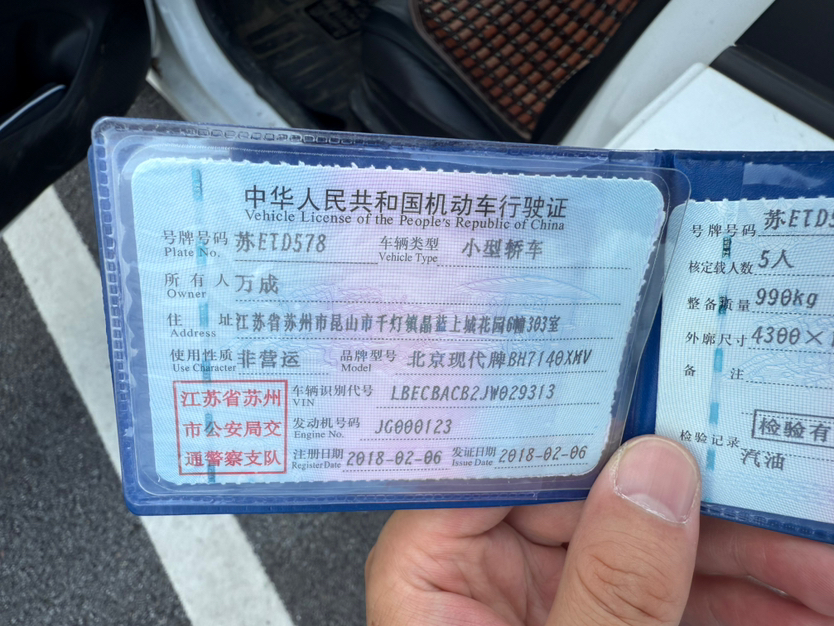 中华人民共和国机动车行驶证
Vehicle License of the People's Republic of China
号牌号码 苏ETD578 车辆类型 小型轿车
Plate No. Vehicle Type
所有人 万成
Owner
住址 江苏省苏州市昆山市千灯镇晶蓝上城花园6幢303室
Address
使用性质 非营运 品牌型号 北京现代牌BH7140XMV
Use Character Model
江苏省苏州
市公安局交
通警察支队
车辆识别代号 LBECBACB2JW029313
VIN
发动机号码 JG000123
Engine No.
注册日期 2018-02-06 发证日期 2018-02-06
Register Date Issue Date
号牌号码 苏ETD5
核定载人数 5人
整备质量 990kg
外廓尺寸 4300×
备注
检验有
检验记录
汽油